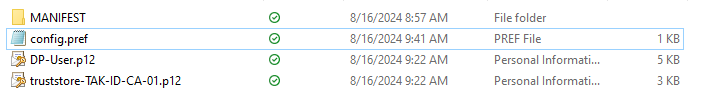 MANIFEST 8/16/2024 8:57 AM File folder
config.pref 8/16/2024 9:41 AM PREF File 1 KB
DP-User.p12 8/16/2024 9:22 AM Personal Informati... 5 KB
truststore-TAK-ID-CA-01.p12 8/16/2024 9:22 AM Personal Informati... 3 KB